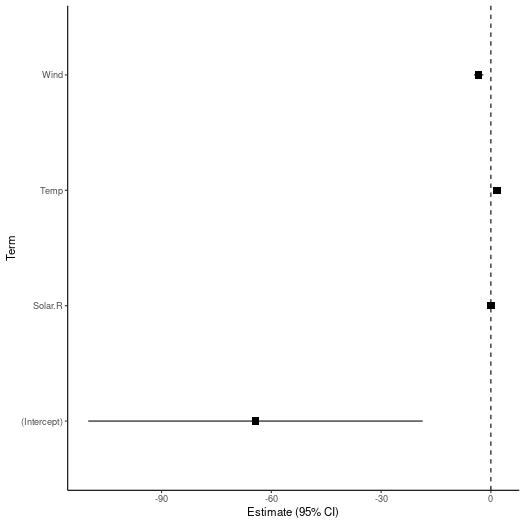 Wind
Temp
Term
Solar.R
(Intercept)
-90 -60 -30 0
Estimate (95% CI)